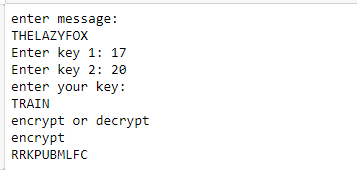 enter message:
THELAZYFOX
Enter key 1: 17
Enter key 2: 20
enter your key:
TRAIN
encrypt or decrypt
encrypt
RRKPUBMLFC